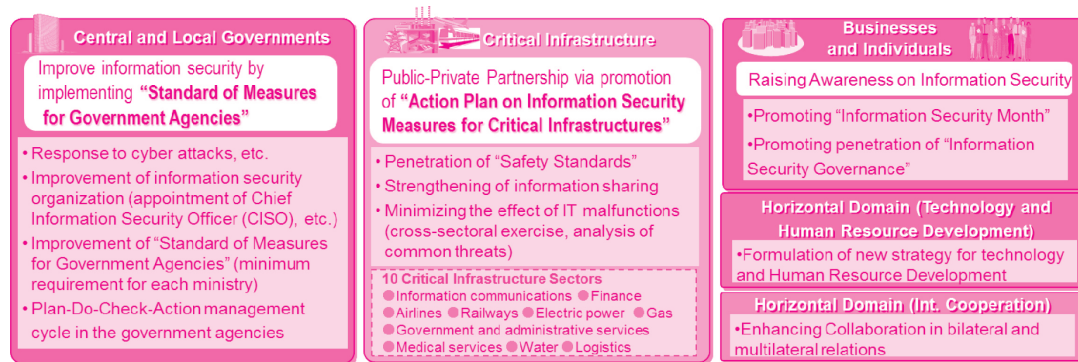 Central and Local Governments
Improve information security by
implementing “Standard of Measures
for Government Agencies”
•Response to cyber attacks, etc.
•Improvement of information security
organization (appointment of Chief
Information Security Officer (CISO), etc.)
•Improvement of “Standard of Measures
for Government Agencies” (minimum
requirement for each ministry)
•Plan-Do-Check-Action management
cycle in the government agencies
Critical Infrastructure
Public-Private Partnership via promotion
of “Action Plan on Information Security
Measures for Critical Infrastructures”
•Penetration of “Safety Standards”
•Strengthening of information sharing
•Minimizing the effect of IT malfunctions
(cross-sectoral exercise, analysis of
common threats)
10 Critical Infrastructure Sectors
●Information communications ●Finance
●Airlines ●Railways ●Electric power ●Gas
●Government and administrative services
●Medical services ●Water ●Logistics
Businesses
and Individuals
Raising Awareness on Information Security
•Promoting “Information Security Month”
•Promoting penetration of “Information
Security Governance”
Horizontal Domain (Technology and
Human Resource Development)
•Formulation of new strategy for technology
and Human Resource Development
Horizontal Domain (Int. Cooperation)
•Enhancing Collaboration in bilateral and
multilateral relations